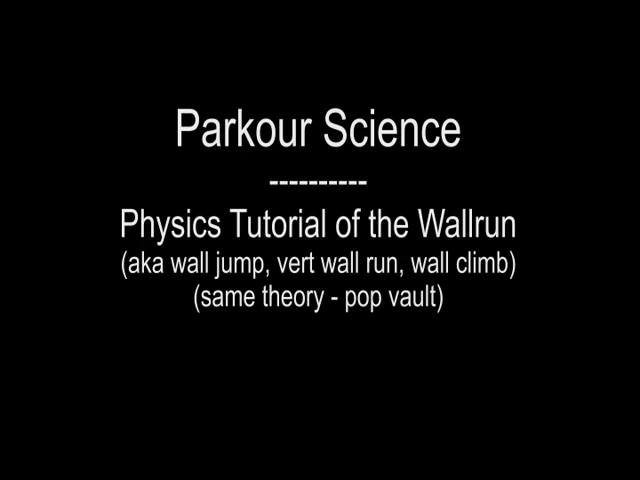 Parkour Science
----------
Physics Tutorial of the Wallrun
(aka wall jump, vert wall run, wall climb)
(same theory - pop vault)